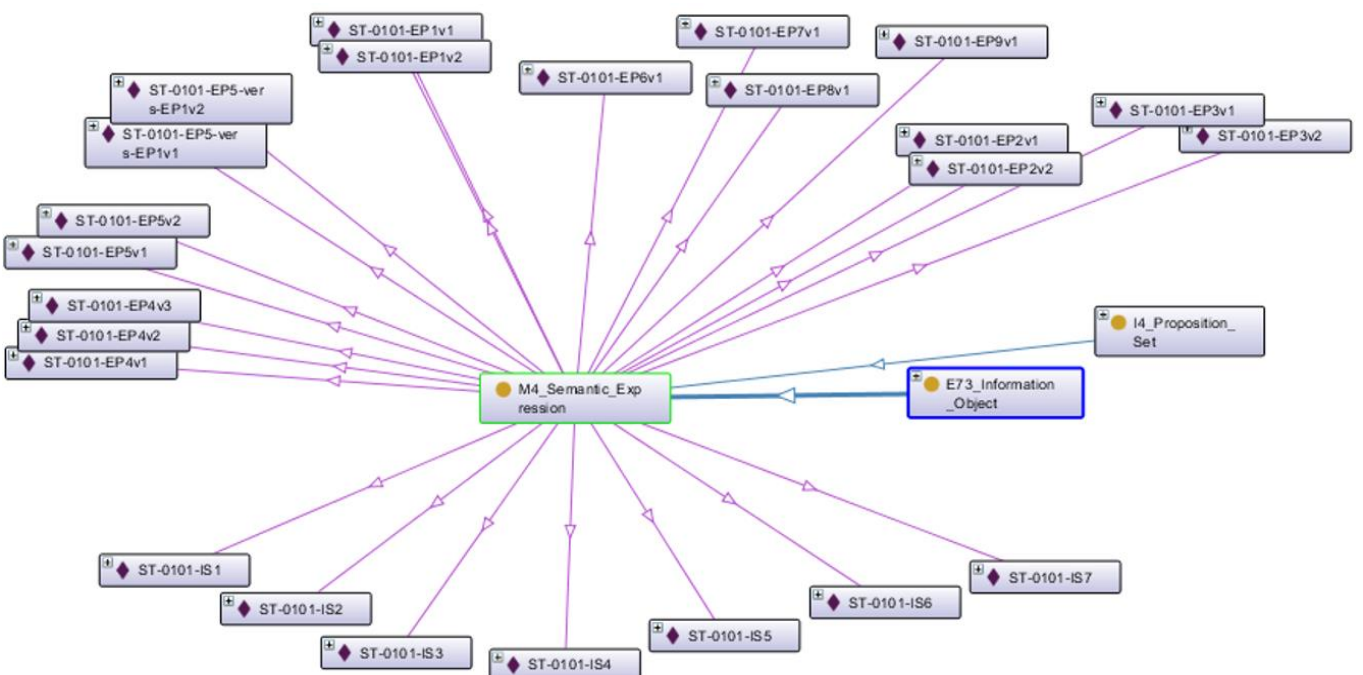 ST-0101-EP1v1
ST-0101-EP1v2
ST-0101-EP7v1
ST-0101-EP9v1
ST-0101-EP6v1
ST-0101-EP8v1
ST-0101-EP5-ver
s-EP1v2
ST-0101-EP5-ver
s-EP1v1
ST-0101-EP3v1
ST-0101-EP3v2
ST-0101-EP2v1
ST-0101-EP2v2
ST-0101-EP5v2
ST-0101-EP5v1
ST-0101-EP4v3
ST-0101-EP4v2
ST-0101-EP4v1
I4_Proposition_
Set
M4_Semantic_Exp
ression
E73_Information
_Object
ST-0101-IS1
ST-0101-IS2
ST-0101-IS3
ST-0101-IS4
ST-0101-IS5
ST-0101-IS6
ST-0101-IS7